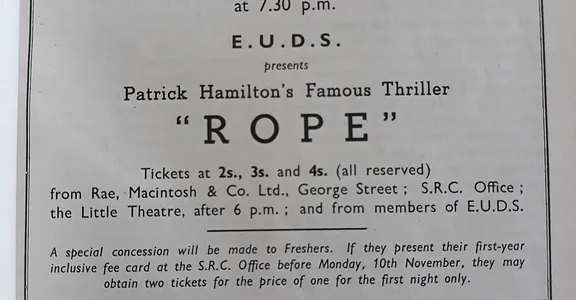 at 7.30 p.m.
E.U.D.S.
presents
Patrick Hamilton's Famous Thriller
"ROPE"
Tickets at 2s., 3s. and 4s. (all reserved)
from Rae, Macintosh & Co. Ltd., George Street ; S.R.C. Office ;
the Little Theatre, after 6 p.m. ; and from members of E.U.D.S.
A special concession will be made to Freshers. If they present their first-year
inclusive fee card at the S.R.C. Office before Monday, 10th November, they may
obtain two tickets for the price of one for the first night only.